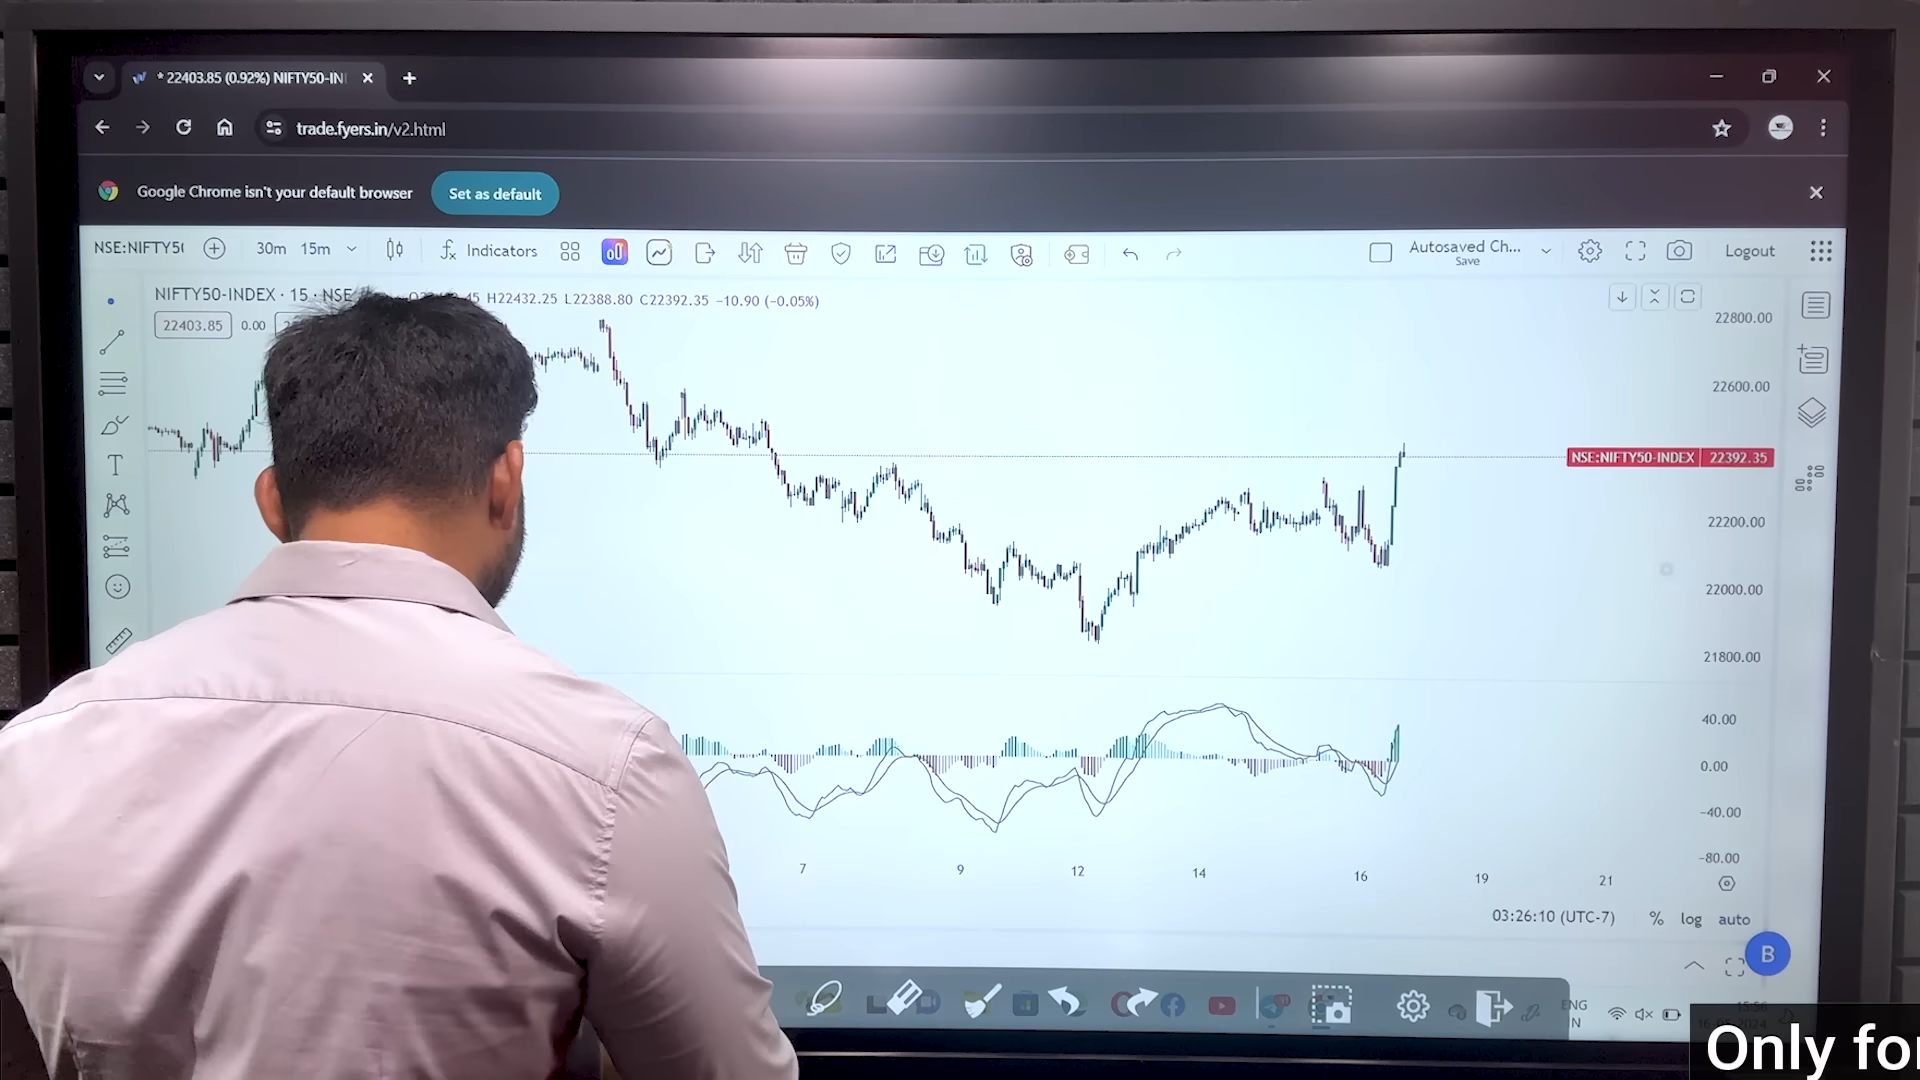 * 22403.85 (0.92%) NIFTY50-IN
trade.fyers.in/v2.html
Google Chrome isn't your default browser
Set as default
NSE:NIFTY5
30m 15m
Indicators
Autosaved Ch...
Save
Logout
NIFTY50-INDEX · 15 · NSE
H22432.25 L22388.80 C22392.35 −10.90 (−0.05%)
22403.85 0.00
22800.00
22600.00
NSE:NIFTY50-INDEX 22392.35
22200.00
22000.00
21800.00
40.00
0.00
−40.00
−80.00
7 9 12 14 16 19 21
03:26:10 (UTC-7) % log auto
B
ENG
IN
15:56
Only fo